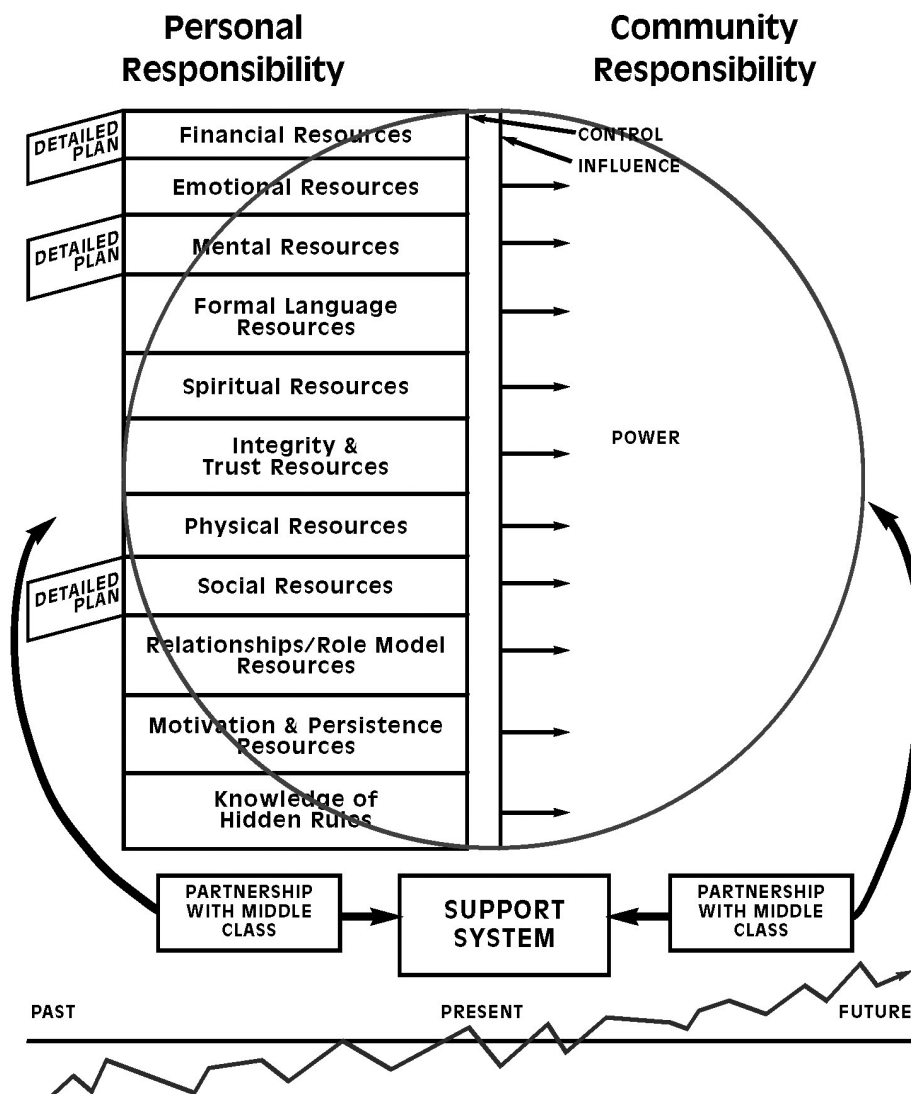 Personal
Responsibility
Community
Responsibility
DETAILED
PLAN
Financial Resources
CONTROL
INFLUENCE
Emotional Resources
DETAILED
PLAN
Mental Resources
Formal Language
Resources
Spiritual Resources
Integrity &
Trust Resources
POWER
Physical Resources
DETAILED
PLAN
Social Resources
Relationships/Role Model
Resources
Motivation & Persistence
Resources
Knowledge of
Hidden Rules
PARTNERSHIP
WITH MIDDLE
CLASS
SUPPORT
SYSTEM
PARTNERSHIP
WITH MIDDLE
CLASS
PAST
PRESENT
FUTURE